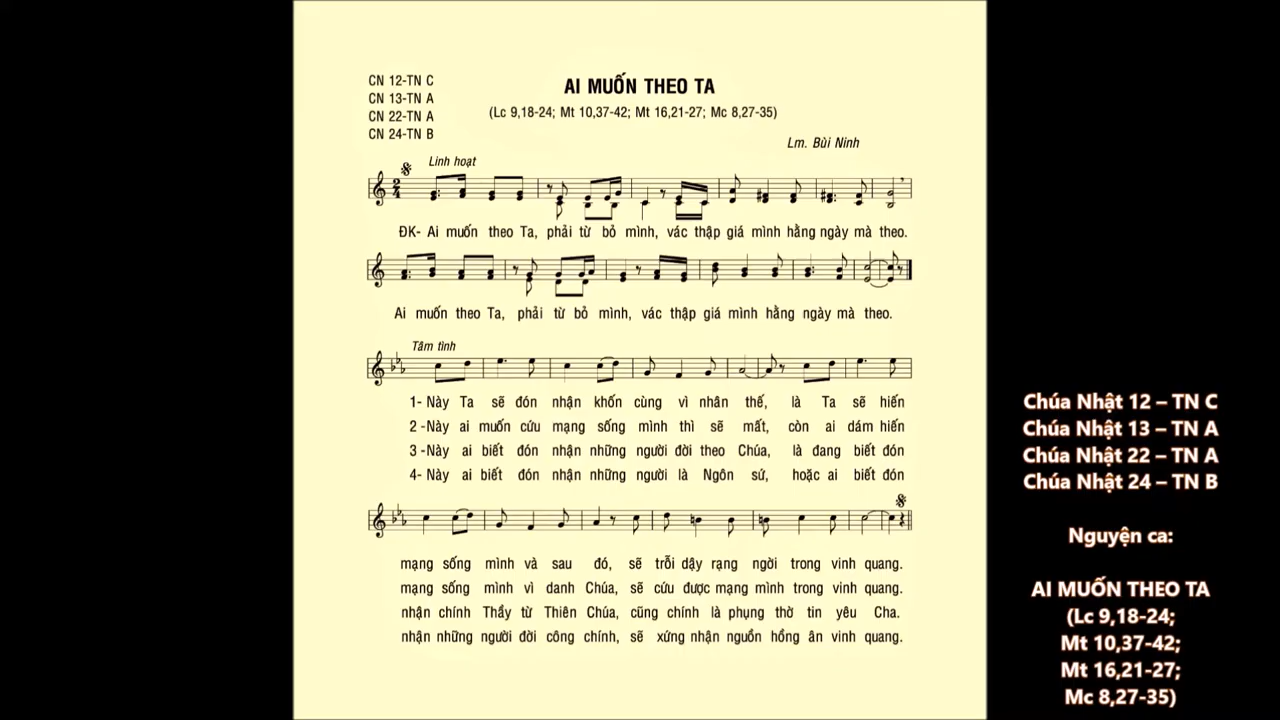 CN 12-TN C
CN 13-TN A
CN 22-TN A
CN 24-TN B
AI MUỐN THEO TA
(Lc 9,18-24; Mt 10,37-42; Mt 16,21-27; Mc 8,27-35)
Lm. Bùi Ninh
Linh hoạt
2
4
ĐK- Ai muốn theo Ta, phải từ bỏ mình, vác thập giá mình hằng ngày mà theo.
Ai muốn theo Ta, phải từ bỏ mình, vác thập giá mình hằng ngày mà theo.
Tâm tình
1- Này Ta sẽ đón nhận khốn cùng vì nhân thế, là Ta sẽ hiến
2 -Này ai muốn cứu mạng sống mình thì sẽ mất, còn ai dám hiến
3 -Này ai biết đón nhận những người đời theo Chúa, là đang biết đón
4- Này ai biết đón nhận những người là Ngôn sứ, hoặc ai biết đón
mạng sống mình và sau đó, sẽ trỗi dậy rạng ngời trong vinh quang.
mạng sống mình vì danh Chúa, sẽ cứu được mạng mình trong vinh quang.
nhận chính Thầy từ Thiên Chúa, cũng chính là phụng thờ tin yêu Cha.
nhận những người đời công chính, sẽ xứng nhận nguồn hồng ân vinh quang.
Chúa Nhật 12 – TN C
Chúa Nhật 13 – TN A
Chúa Nhật 22 – TN A
Chúa Nhật 24 – TN B
Nguyện ca:
AI MUỐN THEO TA
(Lc 9,18-24;
Mt 10,37-42;
Mt 16,21-27;
Mc 8,27-35)